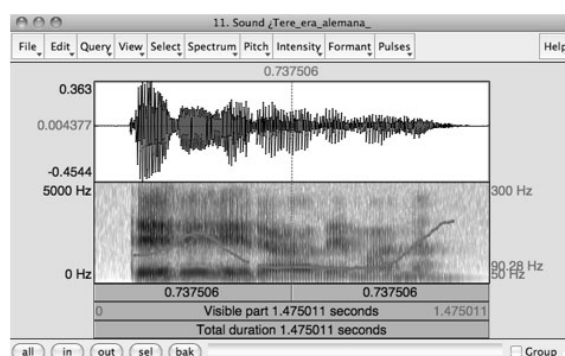 11. Sound ¿Tere_era_alemana_
File Edit Query View Select Spectrum Pitch Intensity Formant Pulses Help
0.737506
0.363
0.004377
-0.4544
5000 Hz 300 Hz
90.28 Hz
0 Hz 50 Hz
0.737506 0.737506
0 Visible part 1.475011 seconds 1.475011
Total duration 1.475011 seconds
all in out sel bak Group